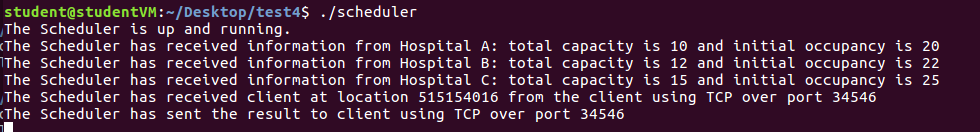 student@studentVM:~/Desktop/test4$ ./scheduler
The Scheduler is up and running.
The Scheduler has received information from Hospital A: total capacity is 10 and initial occupancy is 20
The Scheduler has received information from Hospital B: total capacity is 12 and initial occupancy is 22
The Scheduler has received information from Hospital C: total capacity is 15 and initial occupancy is 25
The Scheduler has received client at location 515154016 from the client using TCP over port 34546
The Scheduler has sent the result to client using TCP over port 34546